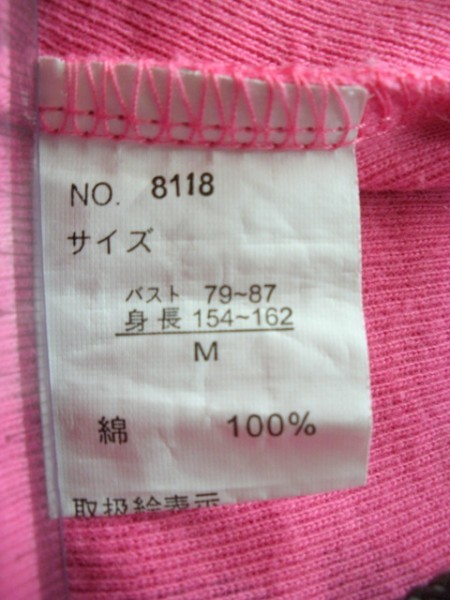 NO. 8118
サイズ
バスト 79~87
身長 154~162
M
綿 100%
取扱絵表示